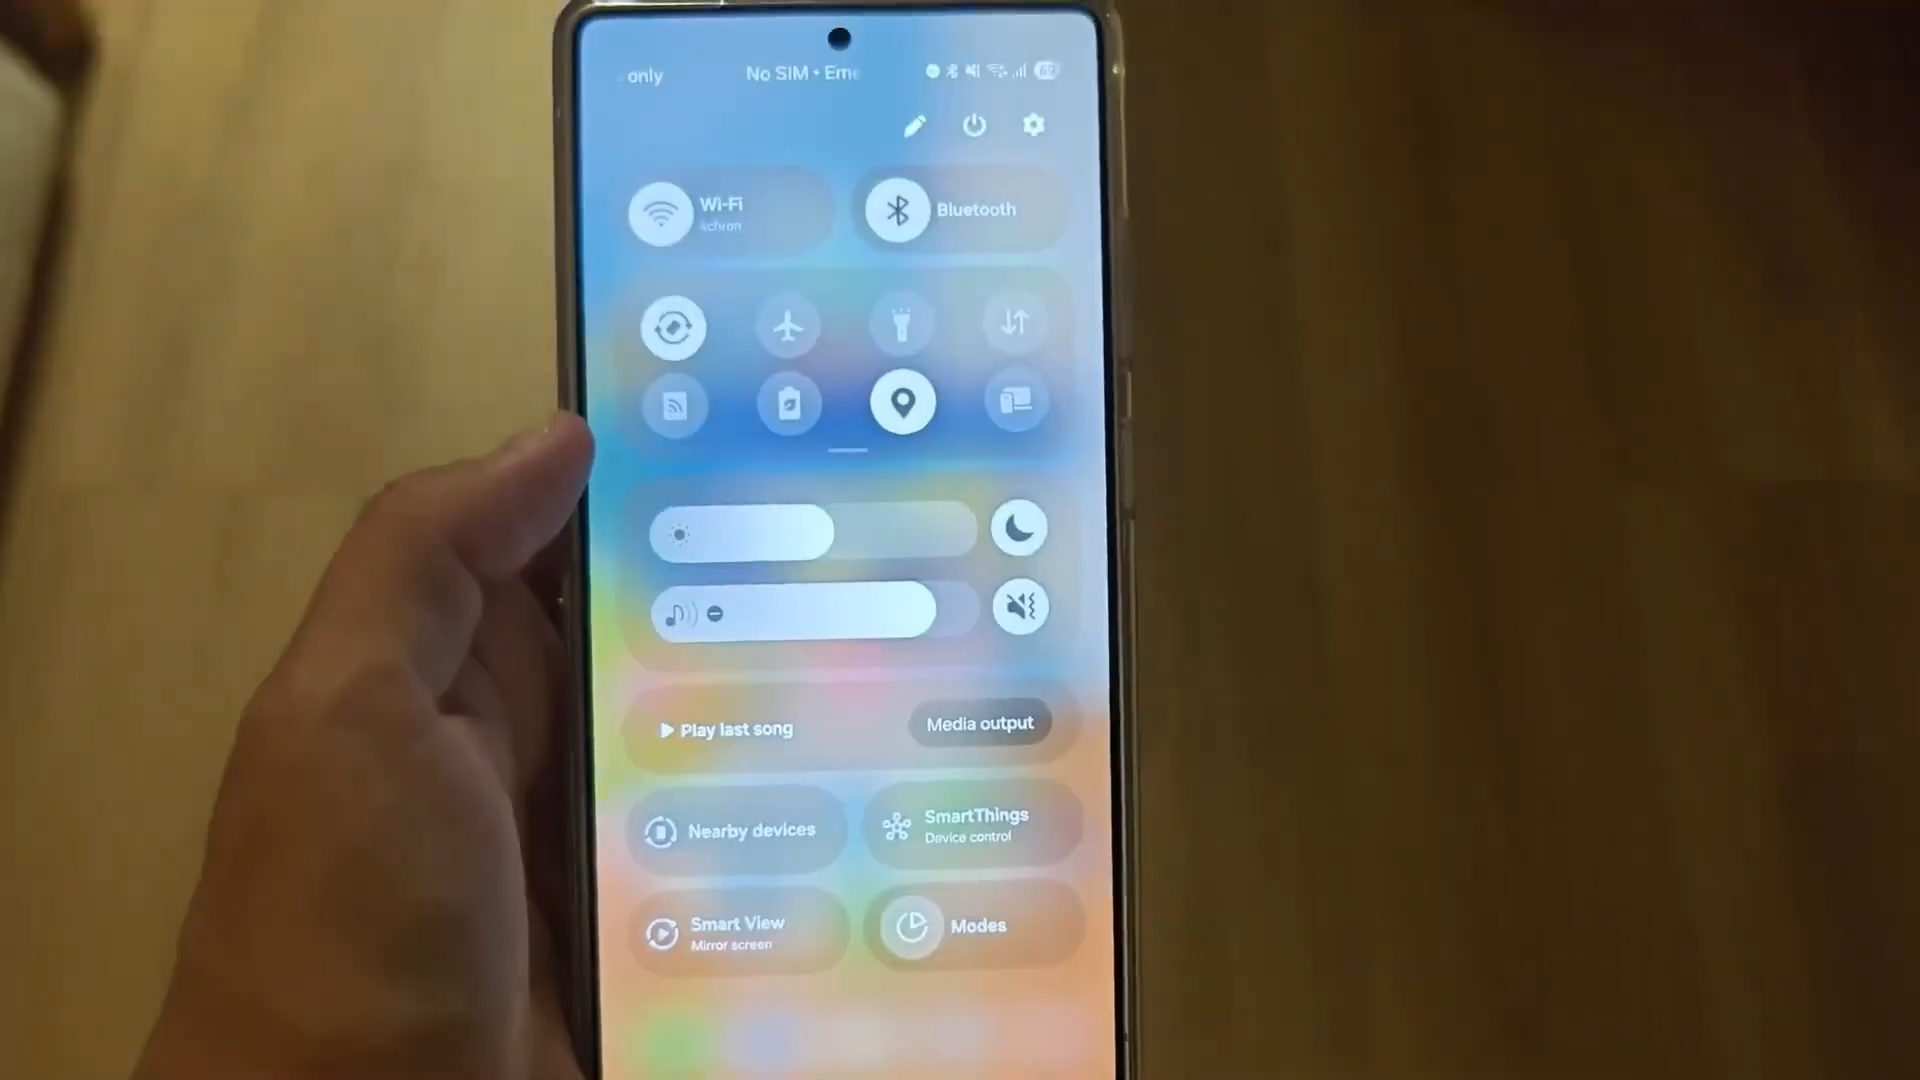 only
No SIM • Eme
Wi-Fi
Bluetooth
Play last song
Media output
Nearby devices
SmartThings
Device control
Smart View
Mirror screen
Modes